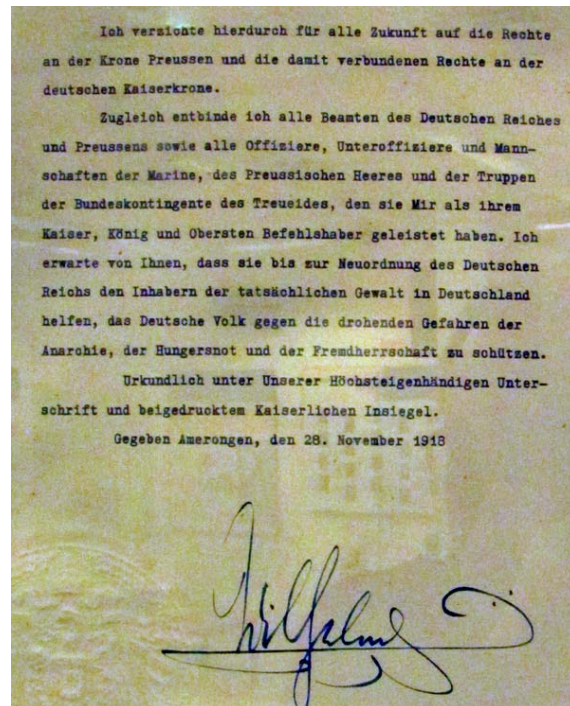 Ich verzichte hierdurch für alle Zukunft auf die Rechte
an der Krone Preussen und die damit verbundenen Rechte an der
deutschen Kaiserkrone.
Zugleich entbinde ich alle Beamten des Deutschen Reiches
und Preussens sowie alle Offiziere, Unteroffiziere und Mann-
schaften der Marine, des Preussischen Heeres und der Truppen
der Bundeskontingente des Treueides, den sie Mir als ihrem
Kaiser, König und Obersten Befehlshaber geleistet haben. Ich
erwarte von Ihnen, dass sie bis zur Neuordnung des Deutschen
Reichs den Inhabern der tatsächlichen Gewalt in Deutschland
helfen, das Deutsche Volk gegen die drohenden Gefahren der
Anarchie, der Hungersnot und der Fremdherrschaft zu schützen.
Urkundlich unter Unserer Höchsteigenhändigen Unter-
schrift und beigedrucktem Kaiserlichen Insiegel.
Gegeben Amerongen, den 28. November 1918
Wilhelm